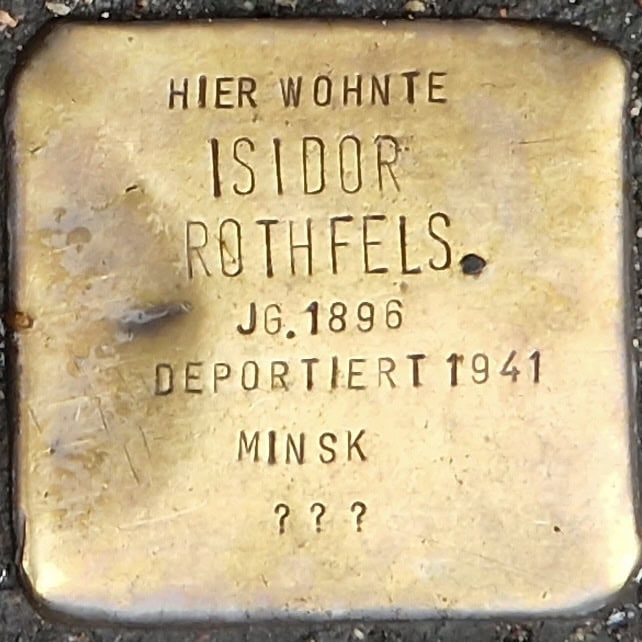 HIER WOHNTE
ISIDOR
ROTHFELS.
JG.1896
DEPORTIERT 1941
MINSK
? ? ?